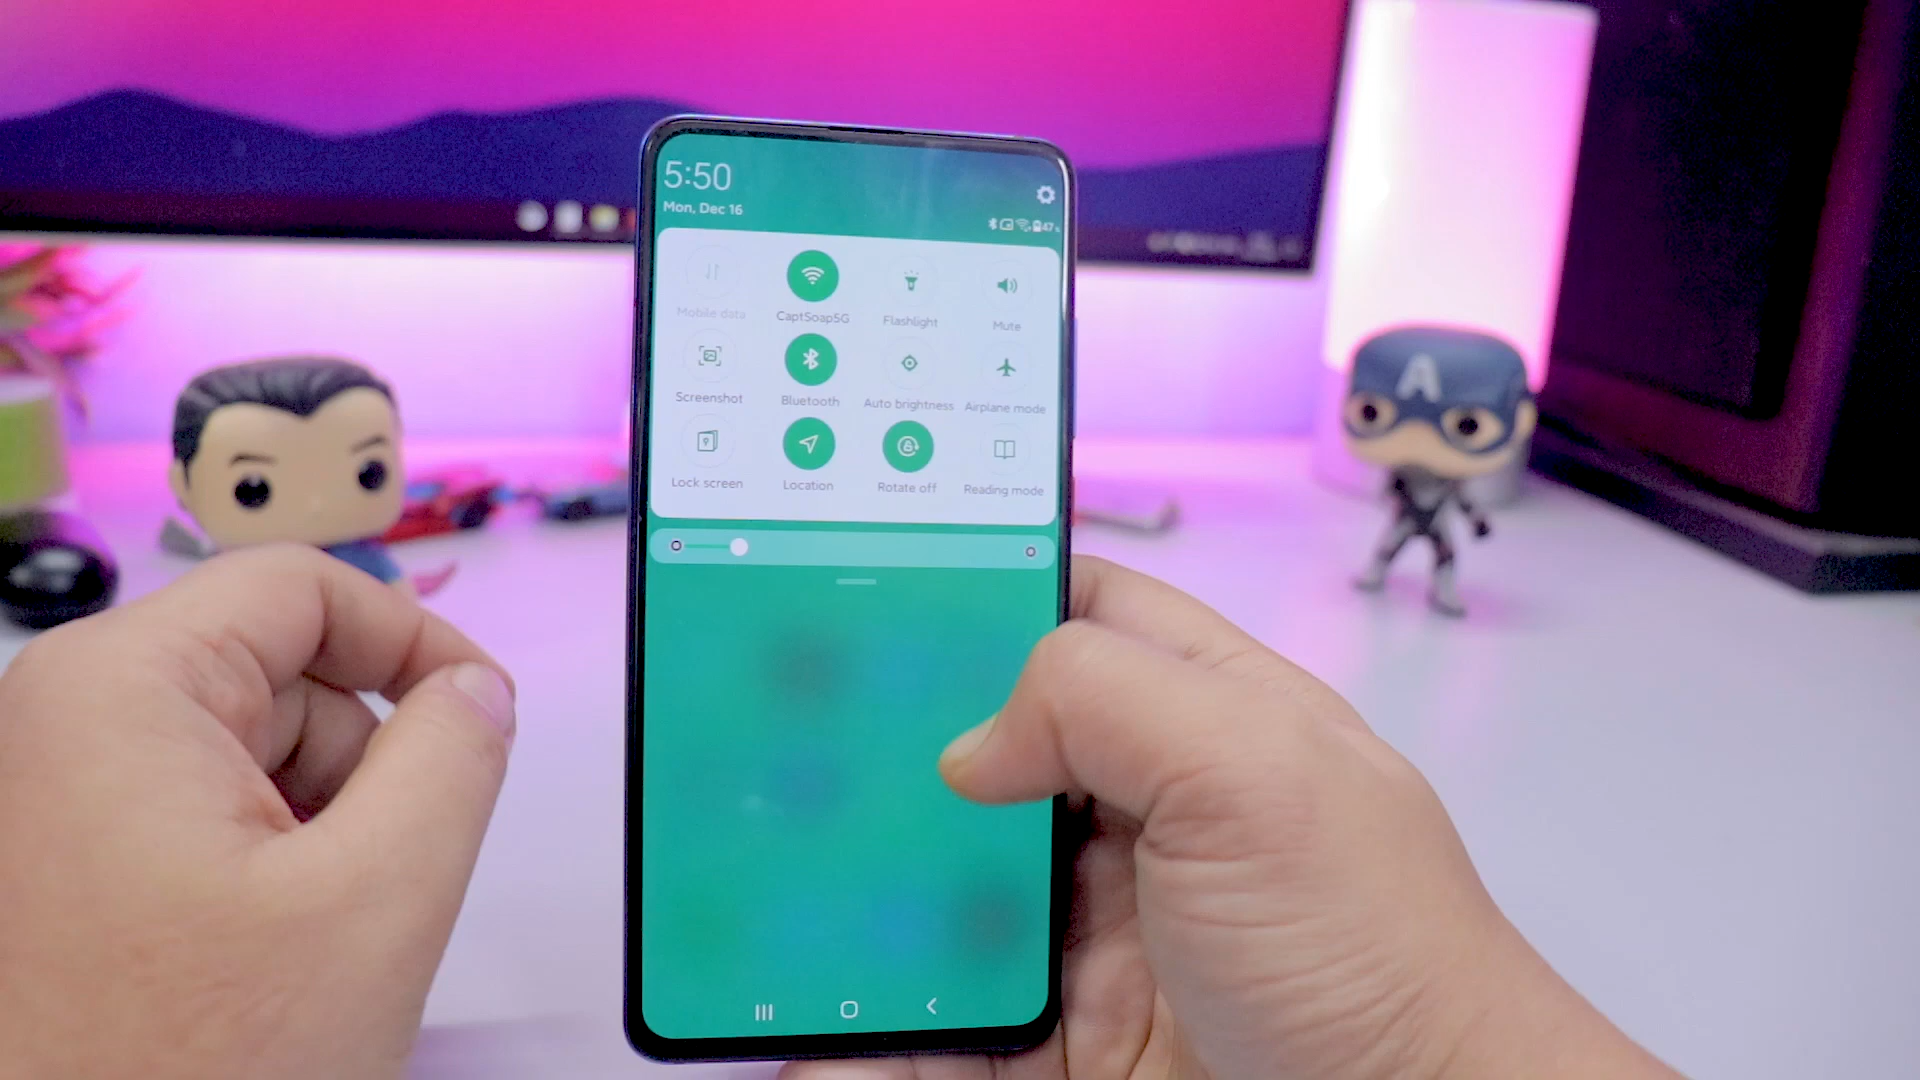 5:50
Mon, Dec 16
47
Mobile data
CaptSoap5G
Flashlight
Mute
Screenshot
Bluetooth
Auto brightness
Airplane mode
Lock screen
Location
Rotate off
Reading mode
A